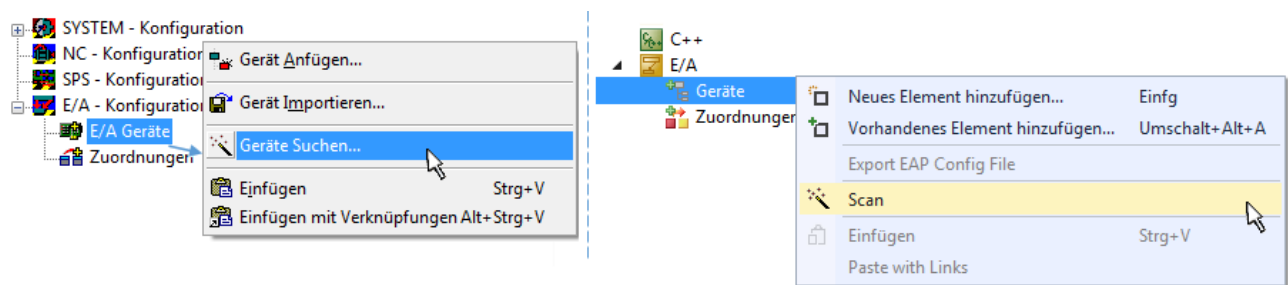 SYSTEM - Konfiguration
NC - Konfiguration
SPS - Konfiguration
E/A - Konfiguration
E/A Geräte
Zuordnungen
Gerät Anfügen...
Gerät Importieren...
Geräte Suchen...
Einfügen Strg+V
Einfügen mit Verknüpfungen Alt+Strg+V
C++
E/A
Geräte
Zuordnungen
Neues Element hinzufügen... Einfg
Vorhandenes Element hinzufügen... Umschalt+Alt+A
Export EAP Config File
Scan
Einfügen Strg+V
Paste with Links